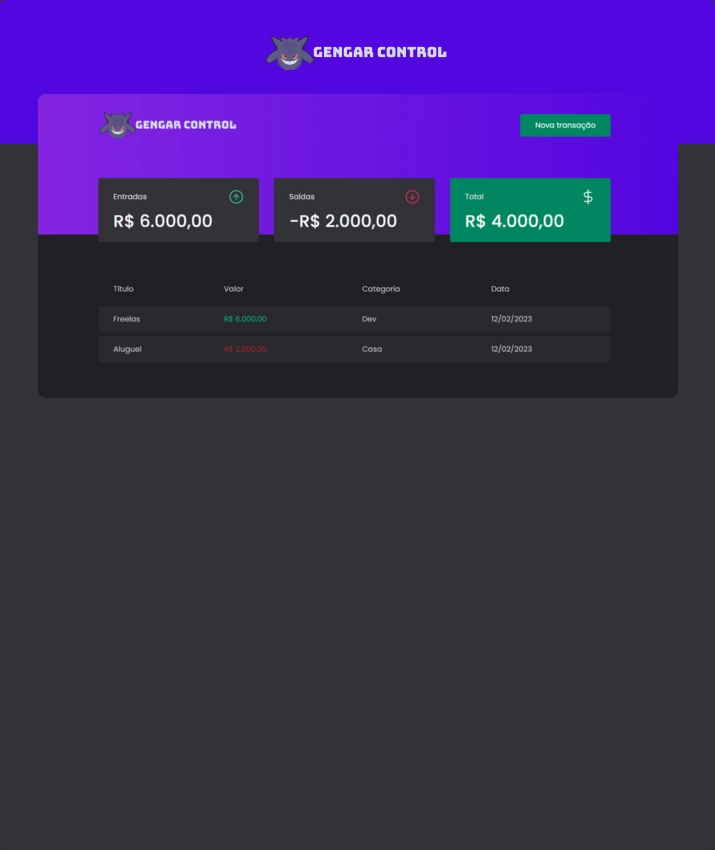 GENGAR CONTROL
GENGAR CONTROL
Nova transação
Entradas
R$ 6.000,00
Saídas
-R$ 2.000,00
Total
R$ 4.000,00
Título Valor Categoria Data
Freelas R$ 6.000,00 Dev 12/02/2023
Aluguel R$ 2.000,00 Casa 12/02/2023